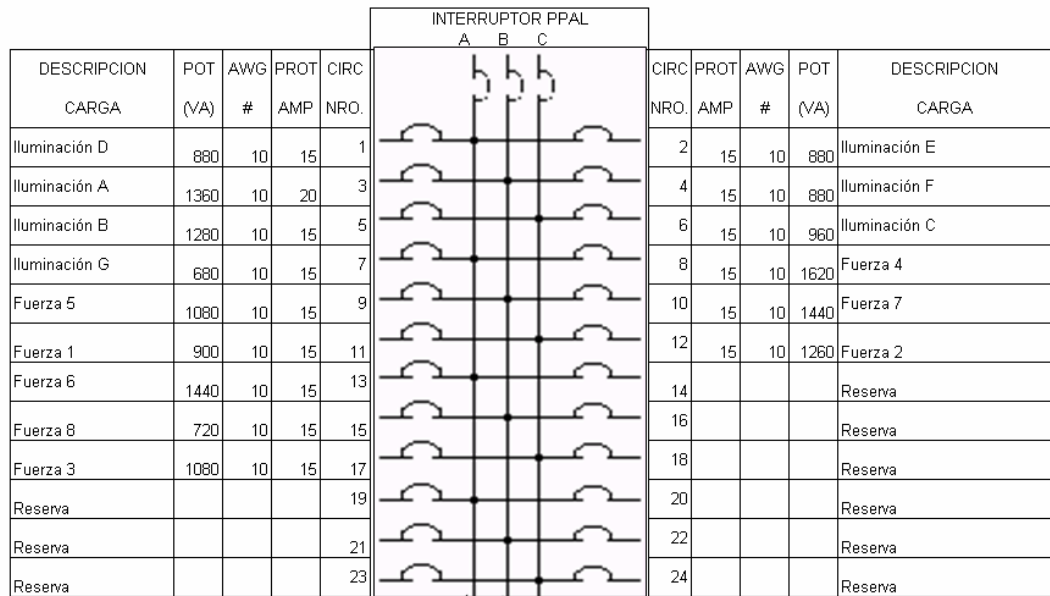 INTERRUPTOR PPAL
A B C
DESCRIPCION POT AWG PROT CIRC CIRC PROT AWG POT DESCRIPCION
CARGA (VA) # AMP NRO. NRO. AMP # (VA) CARGA
Iluminación D 880 10 15 1 2 15 10 880 Iluminación E
Iluminación A 1360 10 20 3 4 15 10 880 Iluminación F
Iluminación B 1280 10 15 5 6 15 10 960 Iluminación C
Iluminación G 680 10 15 7 8 15 10 1620 Fuerza 4
Fuerza 5 1080 10 15 9 10 15 10 1440 Fuerza 7
Fuerza 1 900 10 15 11 12 15 10 1260 Fuerza 2
Fuerza 6 1440 10 15 13 14 Reserva
Fuerza 8 720 10 15 15 16 Reserva
Fuerza 3 1080 10 15 17 18 Reserva
Reserva 19 20 Reserva
Reserva 21 22 Reserva
Reserva 23 24 Reserva